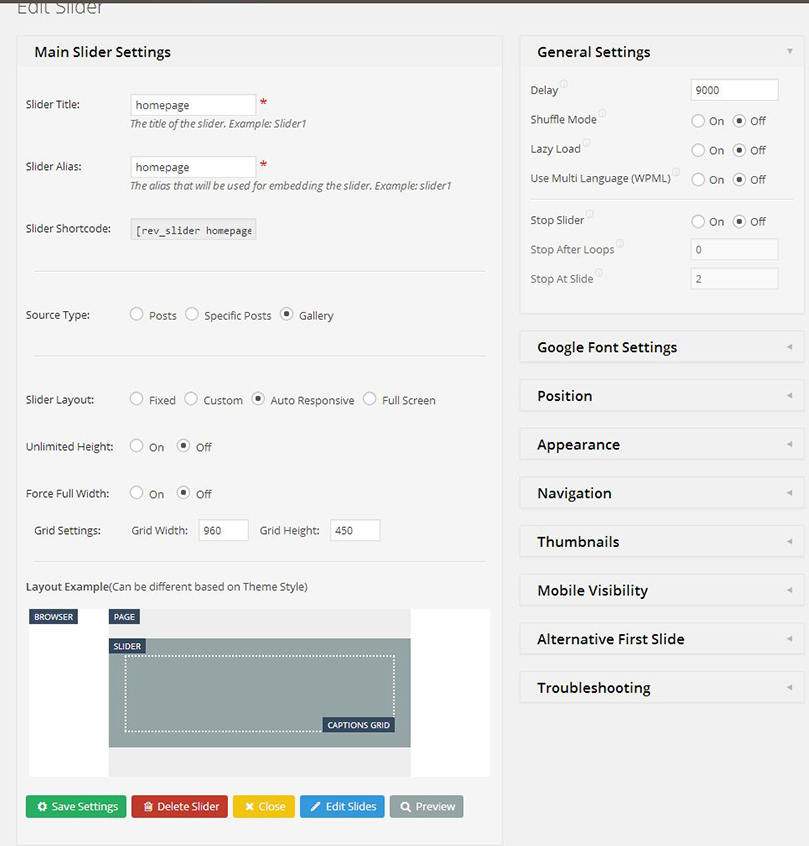 Edit Slider
Main Slider Settings
Slider Title: homepage *
The title of the slider. Example: Slider1
Slider Alias: homepage *
The alias that will be used for embedding the slider. Example: slider1
Slider Shortcode: [rev_slider homepage
Source Type: Posts Specific Posts Gallery
Slider Layout: Fixed Custom Auto Responsive Full Screen
Unlimited Height: On Off
Force Full Width: On Off
Grid Settings: Grid Width: 960 Grid Height: 450
Layout Example(Can be different based on Theme Style)
BROWSER PAGE
SLIDER
CAPTIONS GRID
Save Settings Delete Slider Close Edit Slides Preview
General Settings
Delay 9000
Shuffle Mode On Off
Lazy Load On Off
Use Multi Language (WPML) On Off
Stop Slider On Off
Stop After Loops 0
Stop At Slide 2
Google Font Settings
Position
Appearance
Navigation
Thumbnails
Mobile Visibility
Alternative First Slide
Troubleshooting